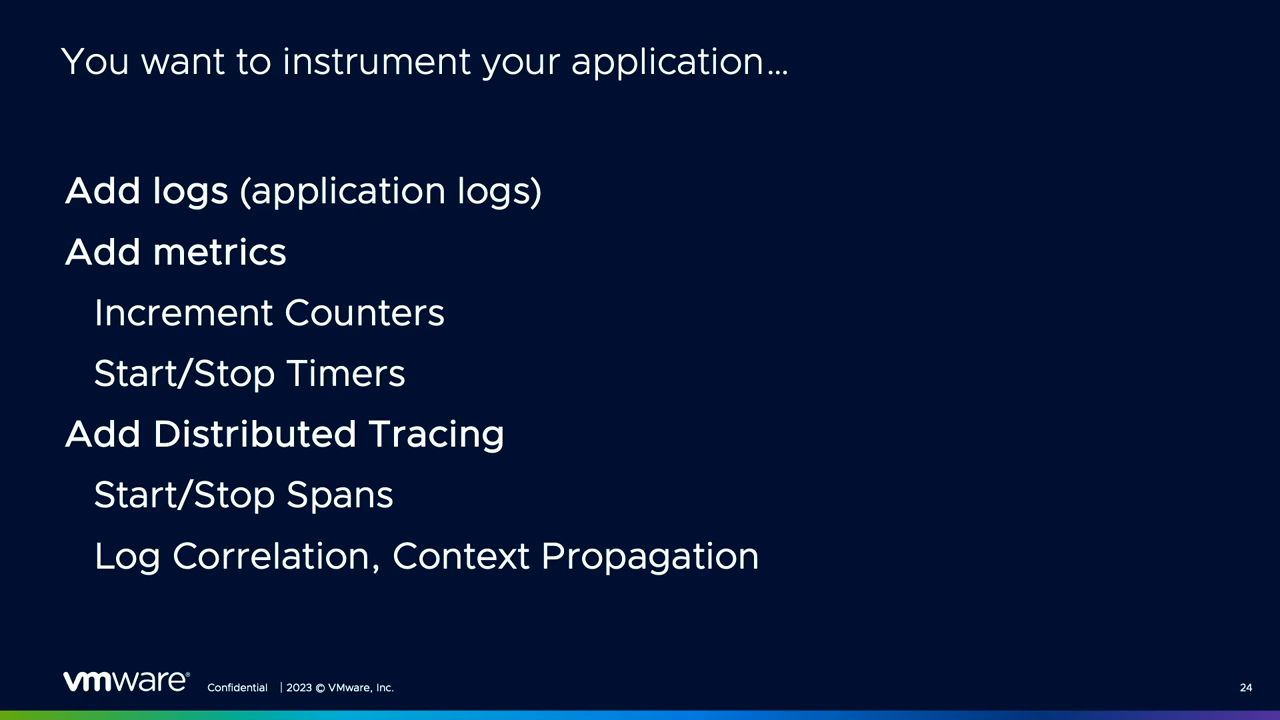 You want to instrument your application…
Add logs (application logs)
Add metrics
Increment Counters
Start/Stop Timers
Add Distributed Tracing
Start/Stop Spans
Log Correlation, Context Propagation
vmware® Confidential | 2023 © VMware, Inc. 24